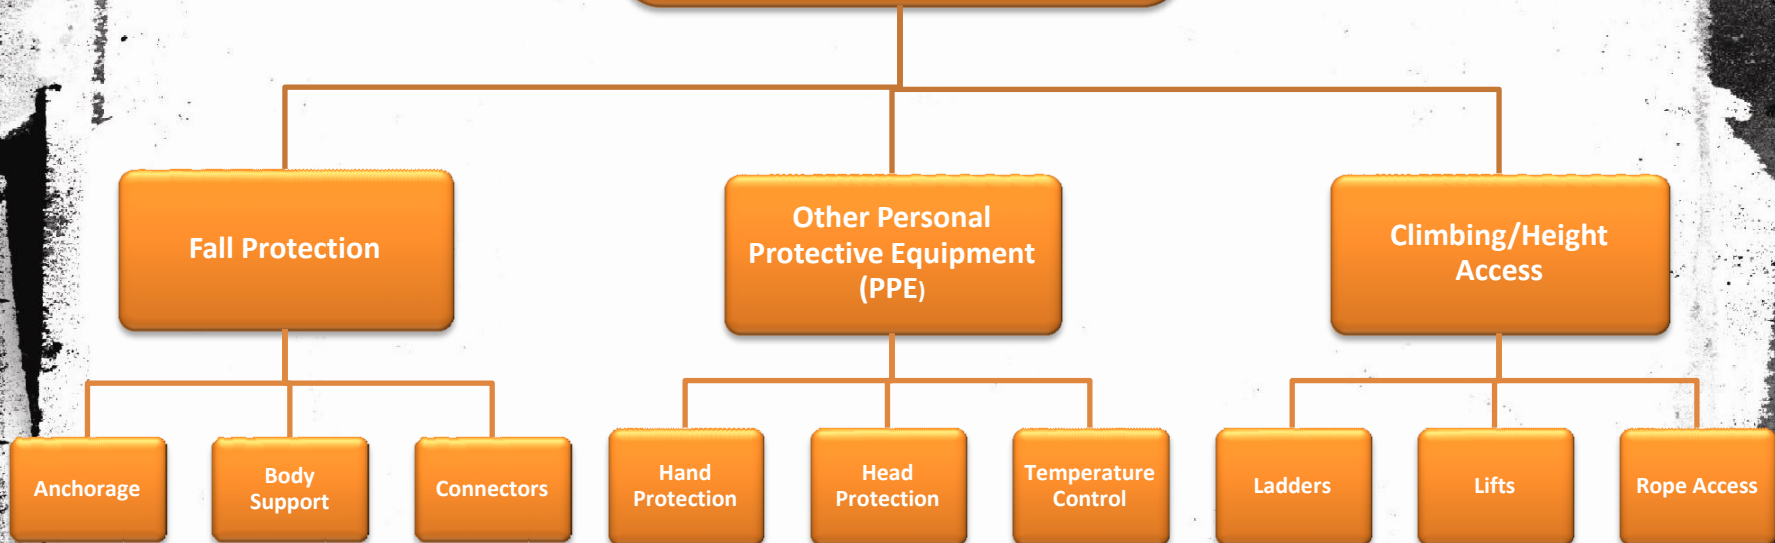 Fall Protection
Other Personal
Protective Equipment
(PPE)
Climbing/Height
Access
Anchorage
Body
Support
Connectors
Hand
Protection
Head
Protection
Temperature
Control
Ladders
Lifts
Rope Access